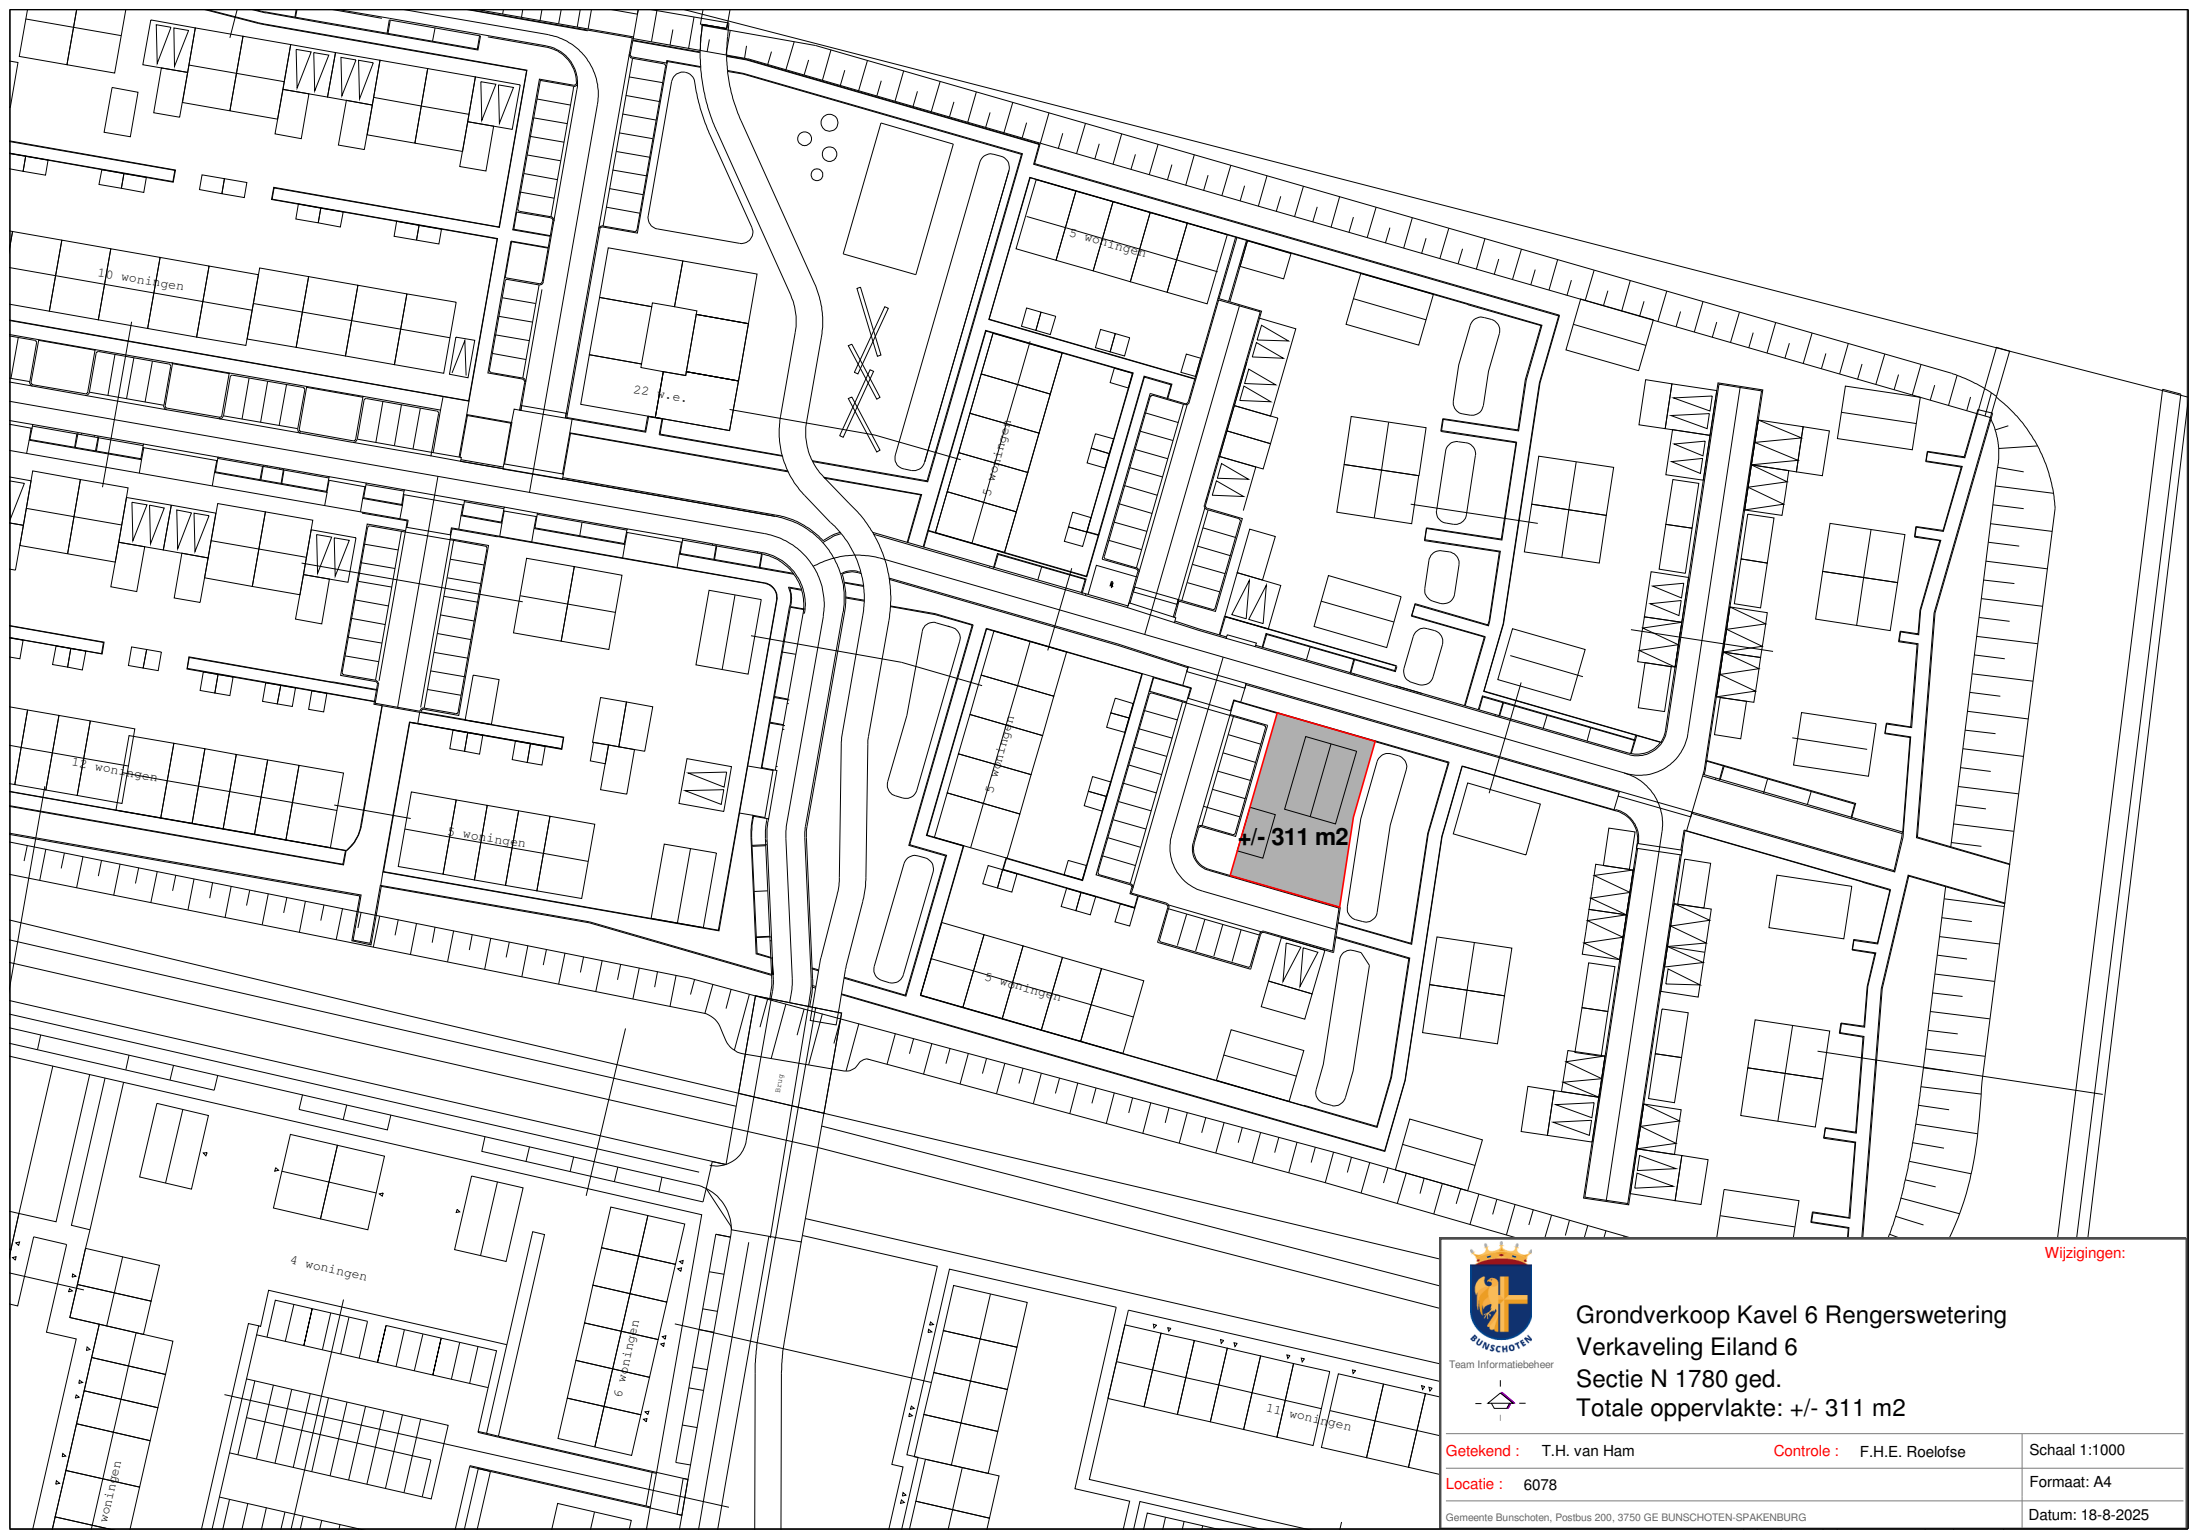 5 woningen
10 woningen
22 w.e.
5 woningen
5 woningen
12 woningen
5 woningen
+/- 311 m2
5 woningen
Brug
4 woningen
6 woningen
11 woningen
woningen
Wijzigingen:
BUNSCHOTEN
Team Informatiebeheer
Grondverkoop Kavel 6 Rengerswetering
Verkaveling Eiland 6
Sectie N 1780 ged.
Totale oppervlakte: +/- 311 m2
Getekend : T.H. van Ham Controle : F.H.E. Roelofse Schaal 1:1000
Locatie : 6078 Formaat: A4
Gemeente Bunschoten, Postbus 200, 3750 GE BUNSCHOTEN-SPAKENBURG Datum: 18-8-2025